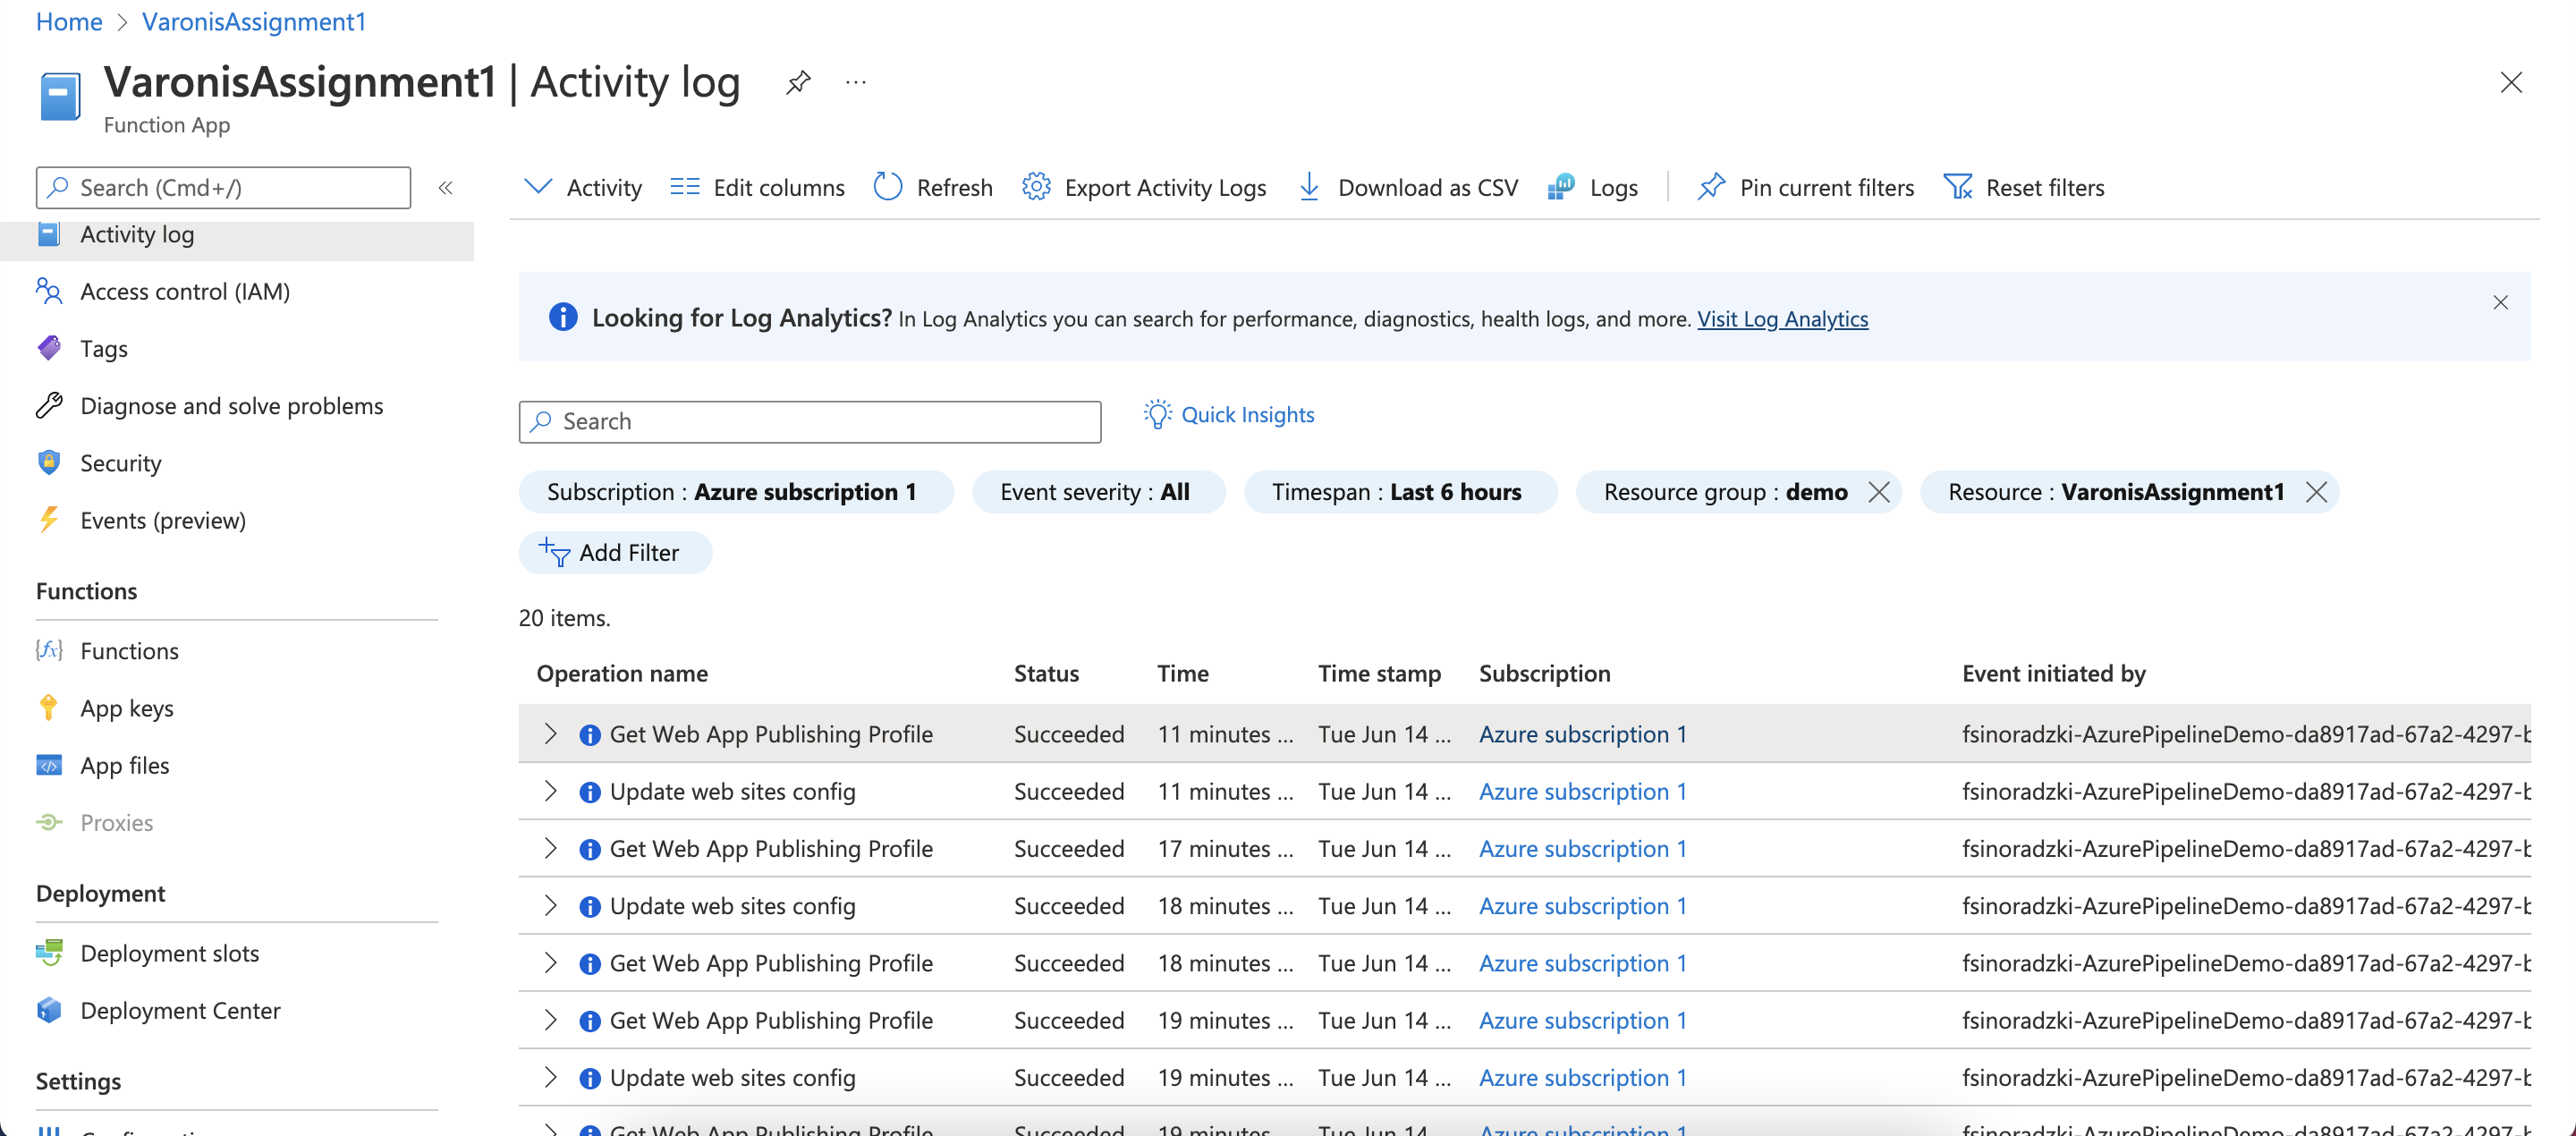 Home > VaronisAssignment1
VaronisAssignment1 | Activity log ...
Function App
Search (Cmd+/) «
Activity log
Access control (IAM)
Tags
Diagnose and solve problems
Security
Events (preview)
Functions
Functions
App keys
App files
Proxies
Deployment
Deployment slots
Deployment Center
Settings
Activity Edit columns Refresh Export Activity Logs Download as CSV Logs Pin current filters Reset filters
Looking for Log Analytics? In Log Analytics you can search for performance, diagnostics, health logs, and more. Visit Log Analytics
Search Quick Insights
Subscription : Azure subscription 1 Event severity : All Timespan : Last 6 hours Resource group : demo Resource : VaronisAssignment1
Add Filter
20 items.
Operation name Status Time Time stamp Subscription Event initiated by
Get Web App Publishing Profile Succeeded 11 minutes ... Tue Jun 14 ... Azure subscription 1 fsinoradzki-AzurePipelineDemo-da8917ad-67a2-4297-b
Update web sites config Succeeded 11 minutes ... Tue Jun 14 ... Azure subscription 1 fsinoradzki-AzurePipelineDemo-da8917ad-67a2-4297-b
Get Web App Publishing Profile Succeeded 17 minutes ... Tue Jun 14 ... Azure subscription 1 fsinoradzki-AzurePipelineDemo-da8917ad-67a2-4297-b
Update web sites config Succeeded 18 minutes ... Tue Jun 14 ... Azure subscription 1 fsinoradzki-AzurePipelineDemo-da8917ad-67a2-4297-b
Get Web App Publishing Profile Succeeded 18 minutes ... Tue Jun 14 ... Azure subscription 1 fsinoradzki-AzurePipelineDemo-da8917ad-67a2-4297-b
Get Web App Publishing Profile Succeeded 19 minutes ... Tue Jun 14 ... Azure subscription 1 fsinoradzki-AzurePipelineDemo-da8917ad-67a2-4297-b
Update web sites config Succeeded 19 minutes ... Tue Jun 14 ... Azure subscription 1 fsinoradzki-AzurePipelineDemo-da8917ad-67a2-4297-b
Get Web App Publishing Profile Succeeded 19 minutes ... Tue Jun 14 ... Azure subscription 1 fsinoradzki-AzurePipelineDemo-da8917ad-67a2-4297-b